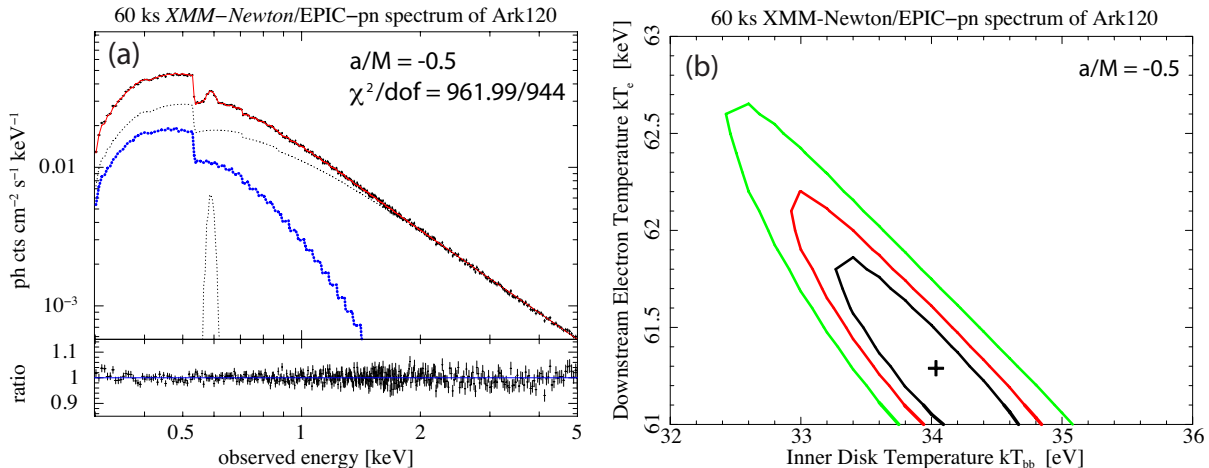 60 ks XMM−Newton/EPIC−pn spectrum of Ark120
(a)
a/M = -0.5
χ²/dof = 961.99/944
ph cts cm⁻² s⁻¹ keV⁻¹
0.01
10⁻³
ratio
1.1
1
0.9
0.5
1
2
5
observed energy [keV]
60 ks XMM-Newton/EPIC-pn spectrum of Ark120
(b)
a/M = -0.5
Downstream Electron Temperature kTₑ [keV]
63
62.5
62
61.5
61
32
33
34
35
36
Inner Disk Temperature kT_bb [eV]